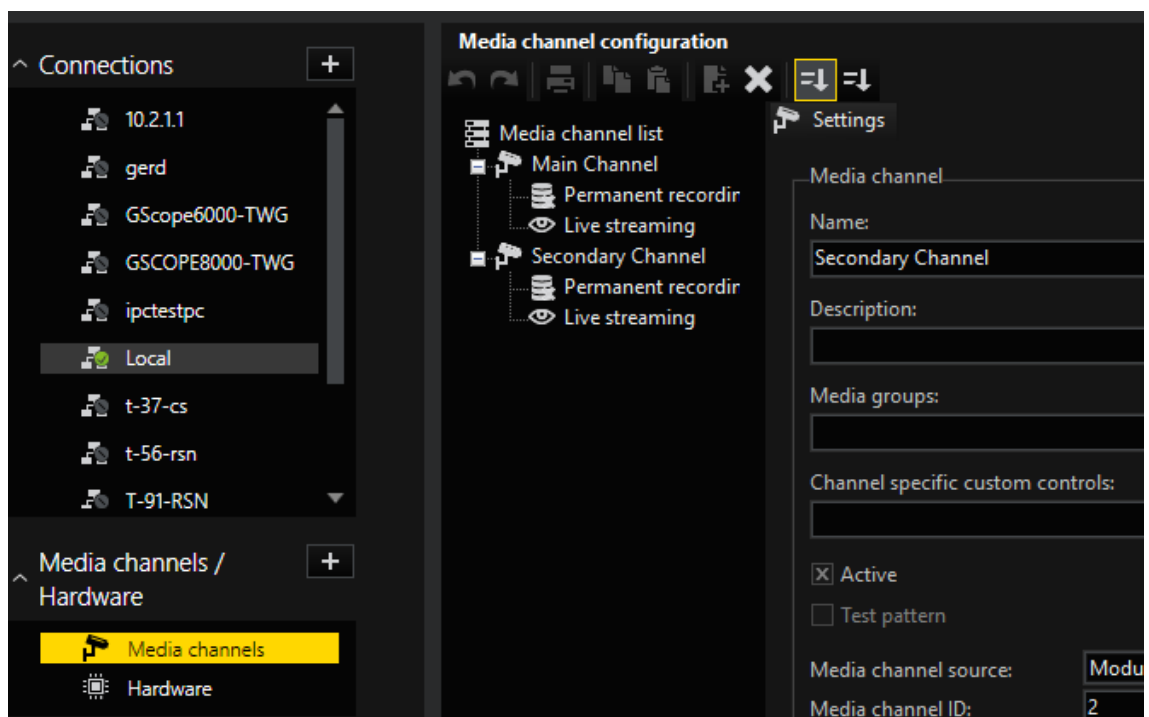 Connections
10.2.1.1
gerd
GScope6000-TWG
GSCOPE8000-TWG
ipctestpc
Local
t-37-cs
t-56-rsn
T-91-RSN
Media channels /
Hardware
Media channels
Hardware
Media channel configuration
Media channel list
Main Channel
Permanent recordir
Live streaming
Secondary Channel
Permanent recordir
Live streaming
Settings
Media channel
Name:
Secondary Channel
Description:
Media groups:
Channel specific custom controls:
Active
Test pattern
Media channel source: Modu
Media channel ID: 2